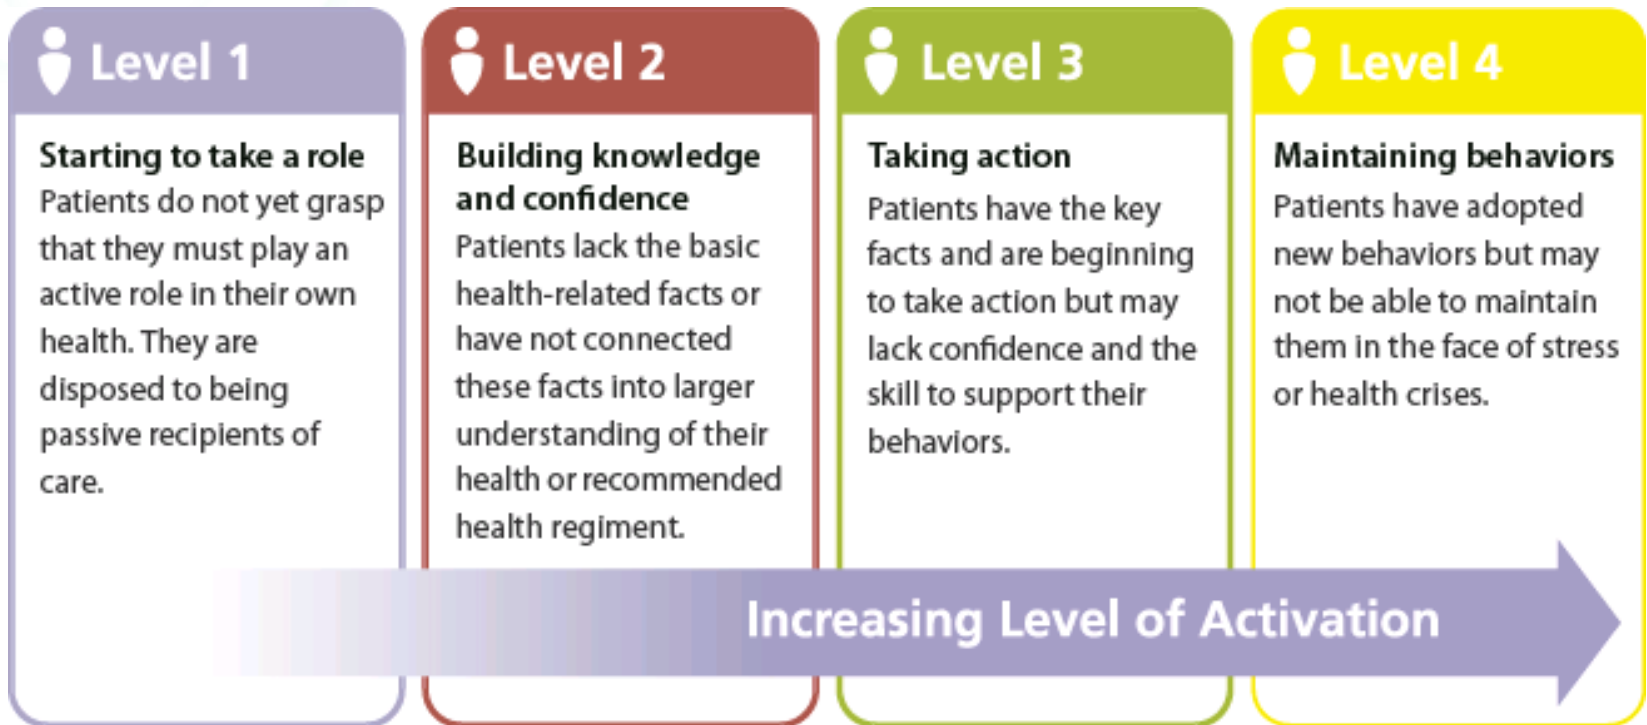 Level 1
Starting to take a role
Patients do not yet grasp
that they must play an
active role in their own
health. They are
disposed to being
passive recipients of
care.
Level 2
Building knowledge
and confidence
Patients lack the basic
health-related facts or
have not connected
these facts into larger
understanding of their
health or recommended
health regiment.
Level 3
Taking action
Patients have the key
facts and are beginning
to take action but may
lack confidence and the
skill to support their
behaviors.
Level 4
Maintaining behaviors
Patients have adopted
new behaviors but may
not be able to maintain
them in the face of stress
or health crises.
Increasing Level of Activation